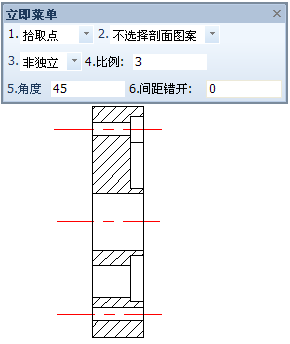 立即菜单
1. 拾取点 2. 不选择剖面图案
3. 非独立 4.比例: 3
5.角度 45 6.间距错开: 0